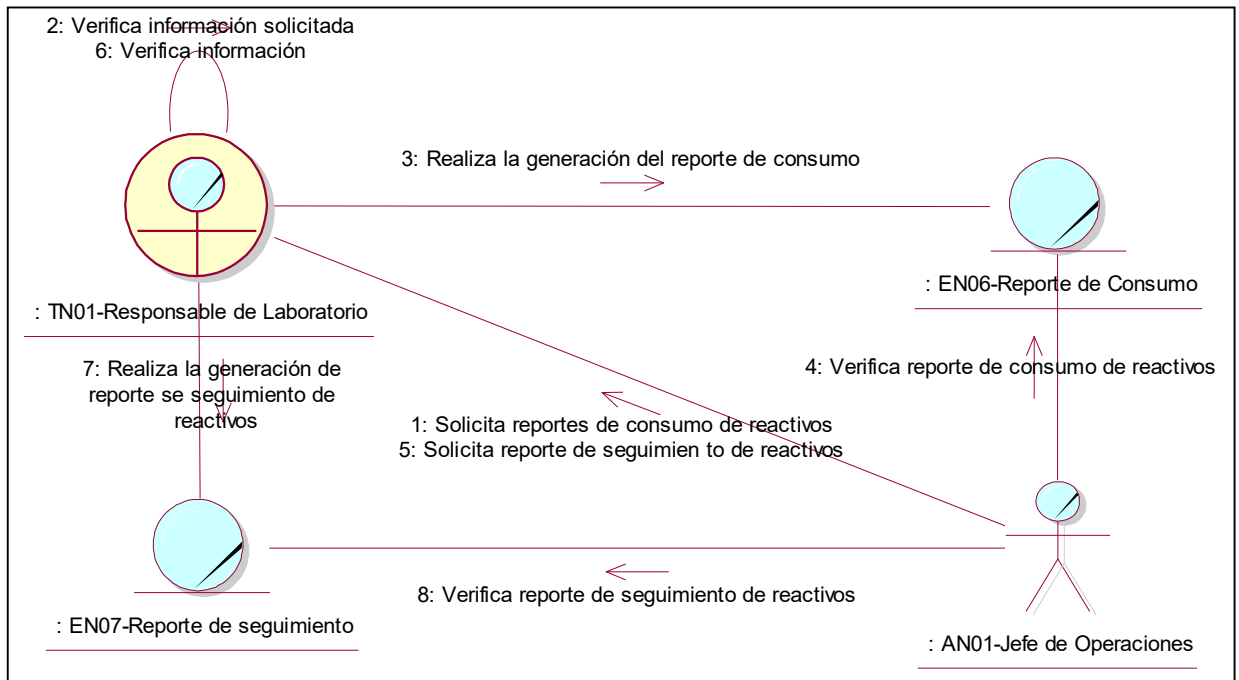 2: Verifica información solicitada
6: Verifica información
3: Realiza la generación del reporte de consumo
: TN01-Responsable de Laboratorio
: EN06-Reporte de Consumo
7: Realiza la generación de
reporte se seguimiento de
reactivos
4: Verifica reporte de consumo de reactivos
1: Solicita reportes de consumo de reactivos
5: Solicita reporte de seguimien to de reactivos
8: Verifica reporte de seguimiento de reactivos
: EN07-Reporte de seguimiento
: AN01-Jefe de Operaciones